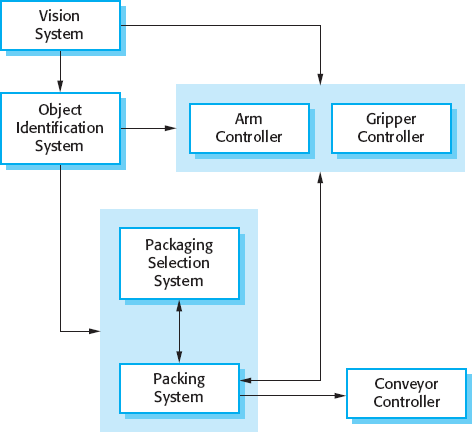 Vision
System
Object
Identification
System
Arm
Controller
Gripper
Controller
Packaging
Selection
System
Packing
System
Conveyor
Controller